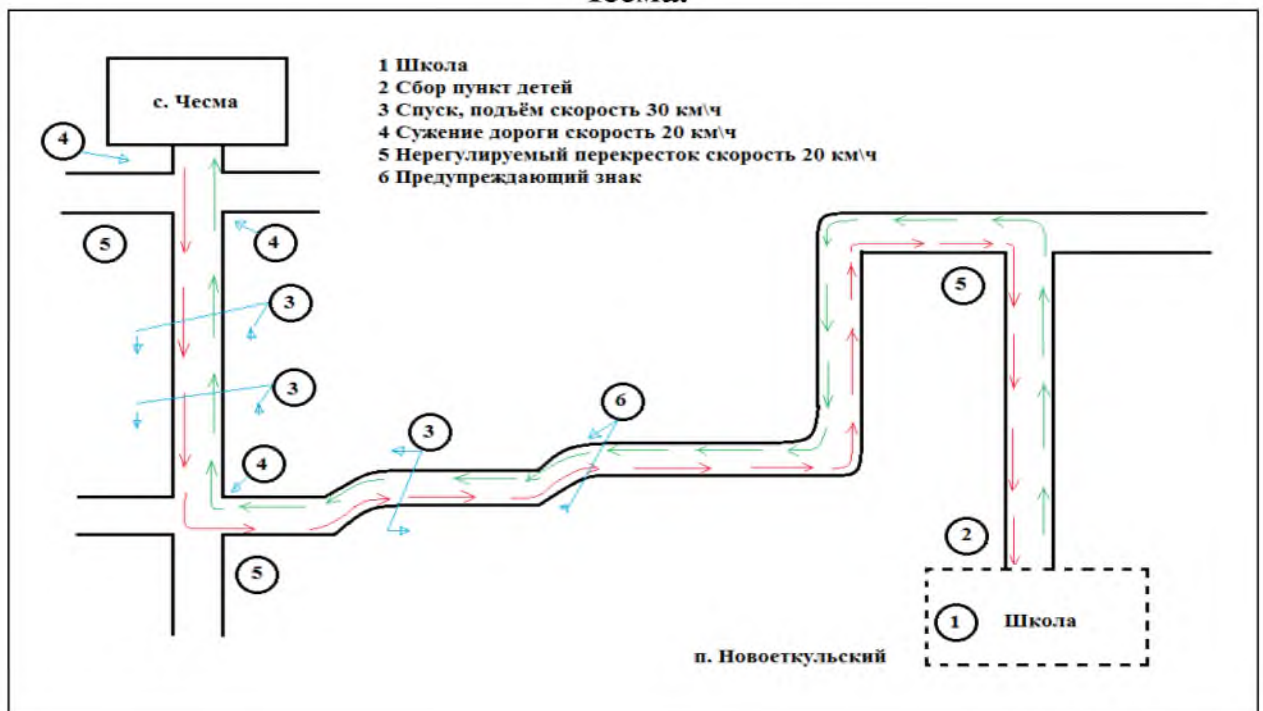 Чесма.
с. Чесма
1 Школа
2 Сбор пункт детей
3 Спуск, подъём скорость 30 км\ч
4 Сужение дороги скорость 20 км\ч
5 Нерегулируемый перекресток скорость 20 км\ч
6 Предупреждающий знак
4
5
4
3
5
3
6
3
4
2
5
1 Школа
п. Новоеткульский